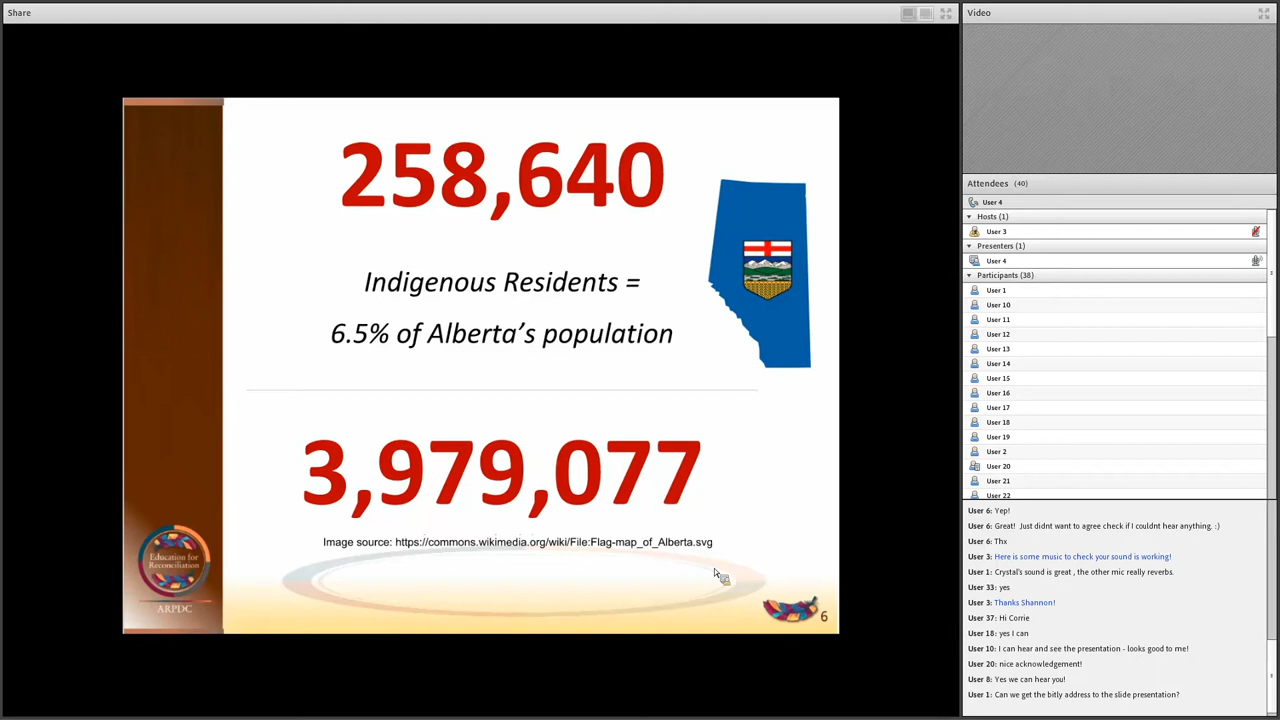 Share
258,640
Indigenous Residents =
6.5% of Alberta’s population
3,979,077
Image source: https://commons.wikimedia.org/wiki/File:Flag-map_of_Alberta.svg
Education for
Reconciliation
ARPDC
6
Video
Attendees (40)
User 4
Hosts (1)
User 3
Presenters (1)
User 4
Participants (38)
User 1
User 10
User 11
User 12
User 13
User 14
User 15
User 16
User 17
User 18
User 19
User 2
User 20
User 21
User 22
User 6: Yep!
User 6: Great! Just didnt want to agree check if I couldnt hear anything. :)
User 6: Thx
User 3: Here is some music to check your sound is working!
User 1: Crystal's sound is great , the other mic really reverbs.
User 33: yes
User 3: Thanks Shannon!
User 37: Hi Corrie
User 18: yes I can
User 10: I can hear and see the presentation - looks good to me!
User 20: nice acknowledgement!
User 8: Yes we can hear you!
User 1: Can we get the bitly address to the slide presentation?